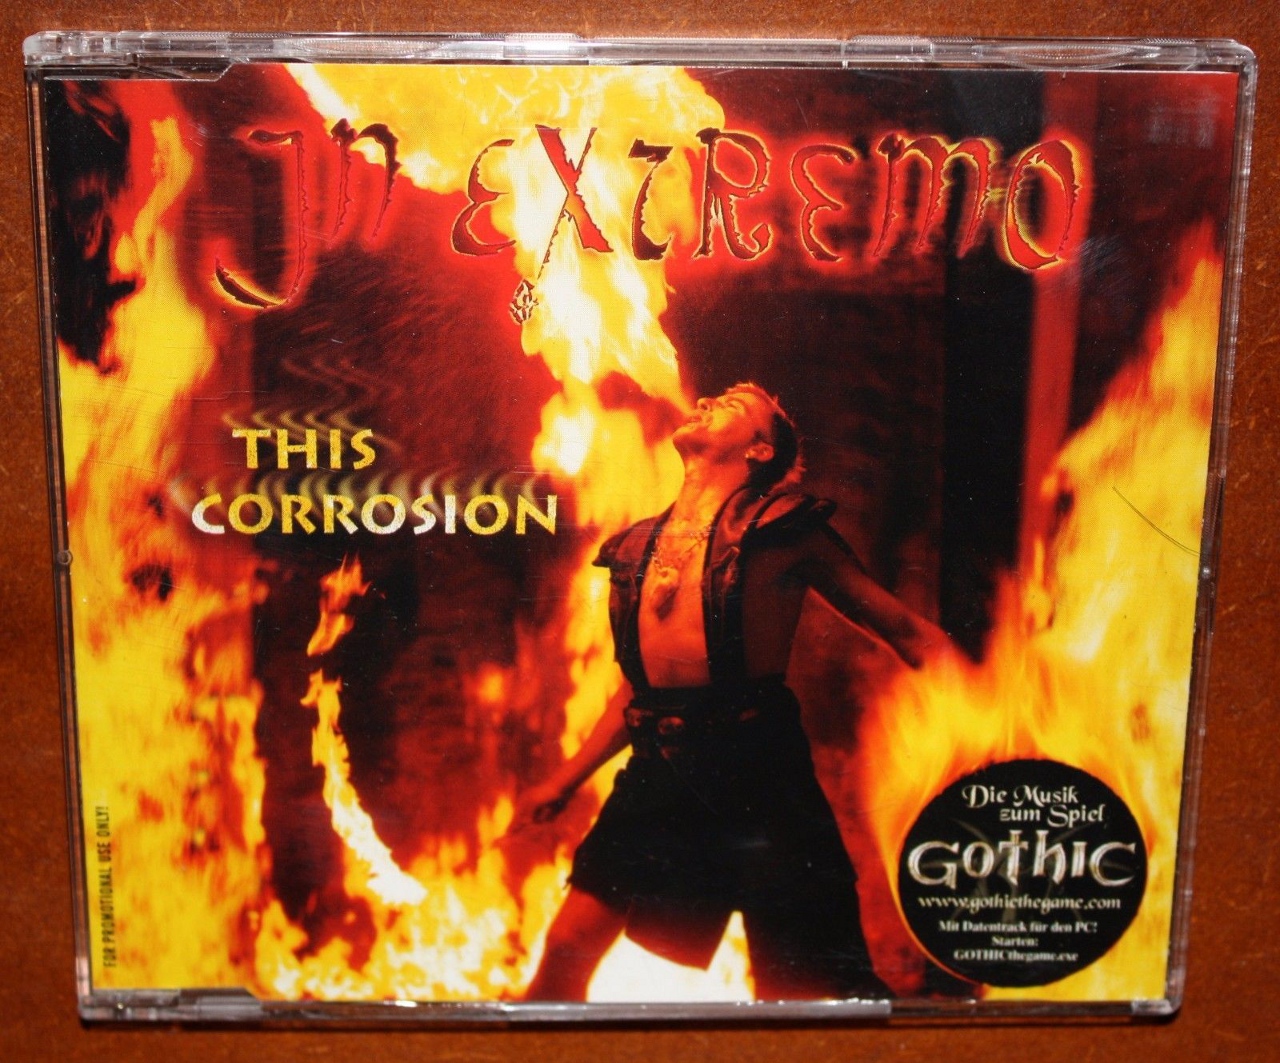 In Extremo
THIS
CORROSION
FOR PROMOTIONAL USE ONLY!
Die Musik
zum Spiel
GOTHIC
www.gothicthegame.com
Mit Datentrack für den PC!
Starten:
GOTHICthegame.exe